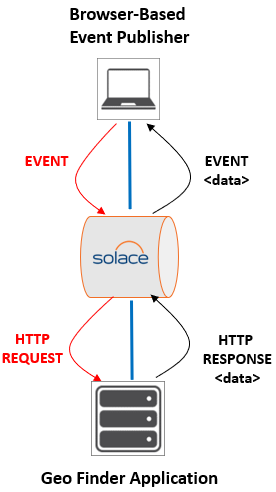 Browser-Based
Event Publisher
EVENT
EVENT
<data>
solace
HTTP
REQUEST
HTTP
RESPONSE
<data>
Geo Finder Application